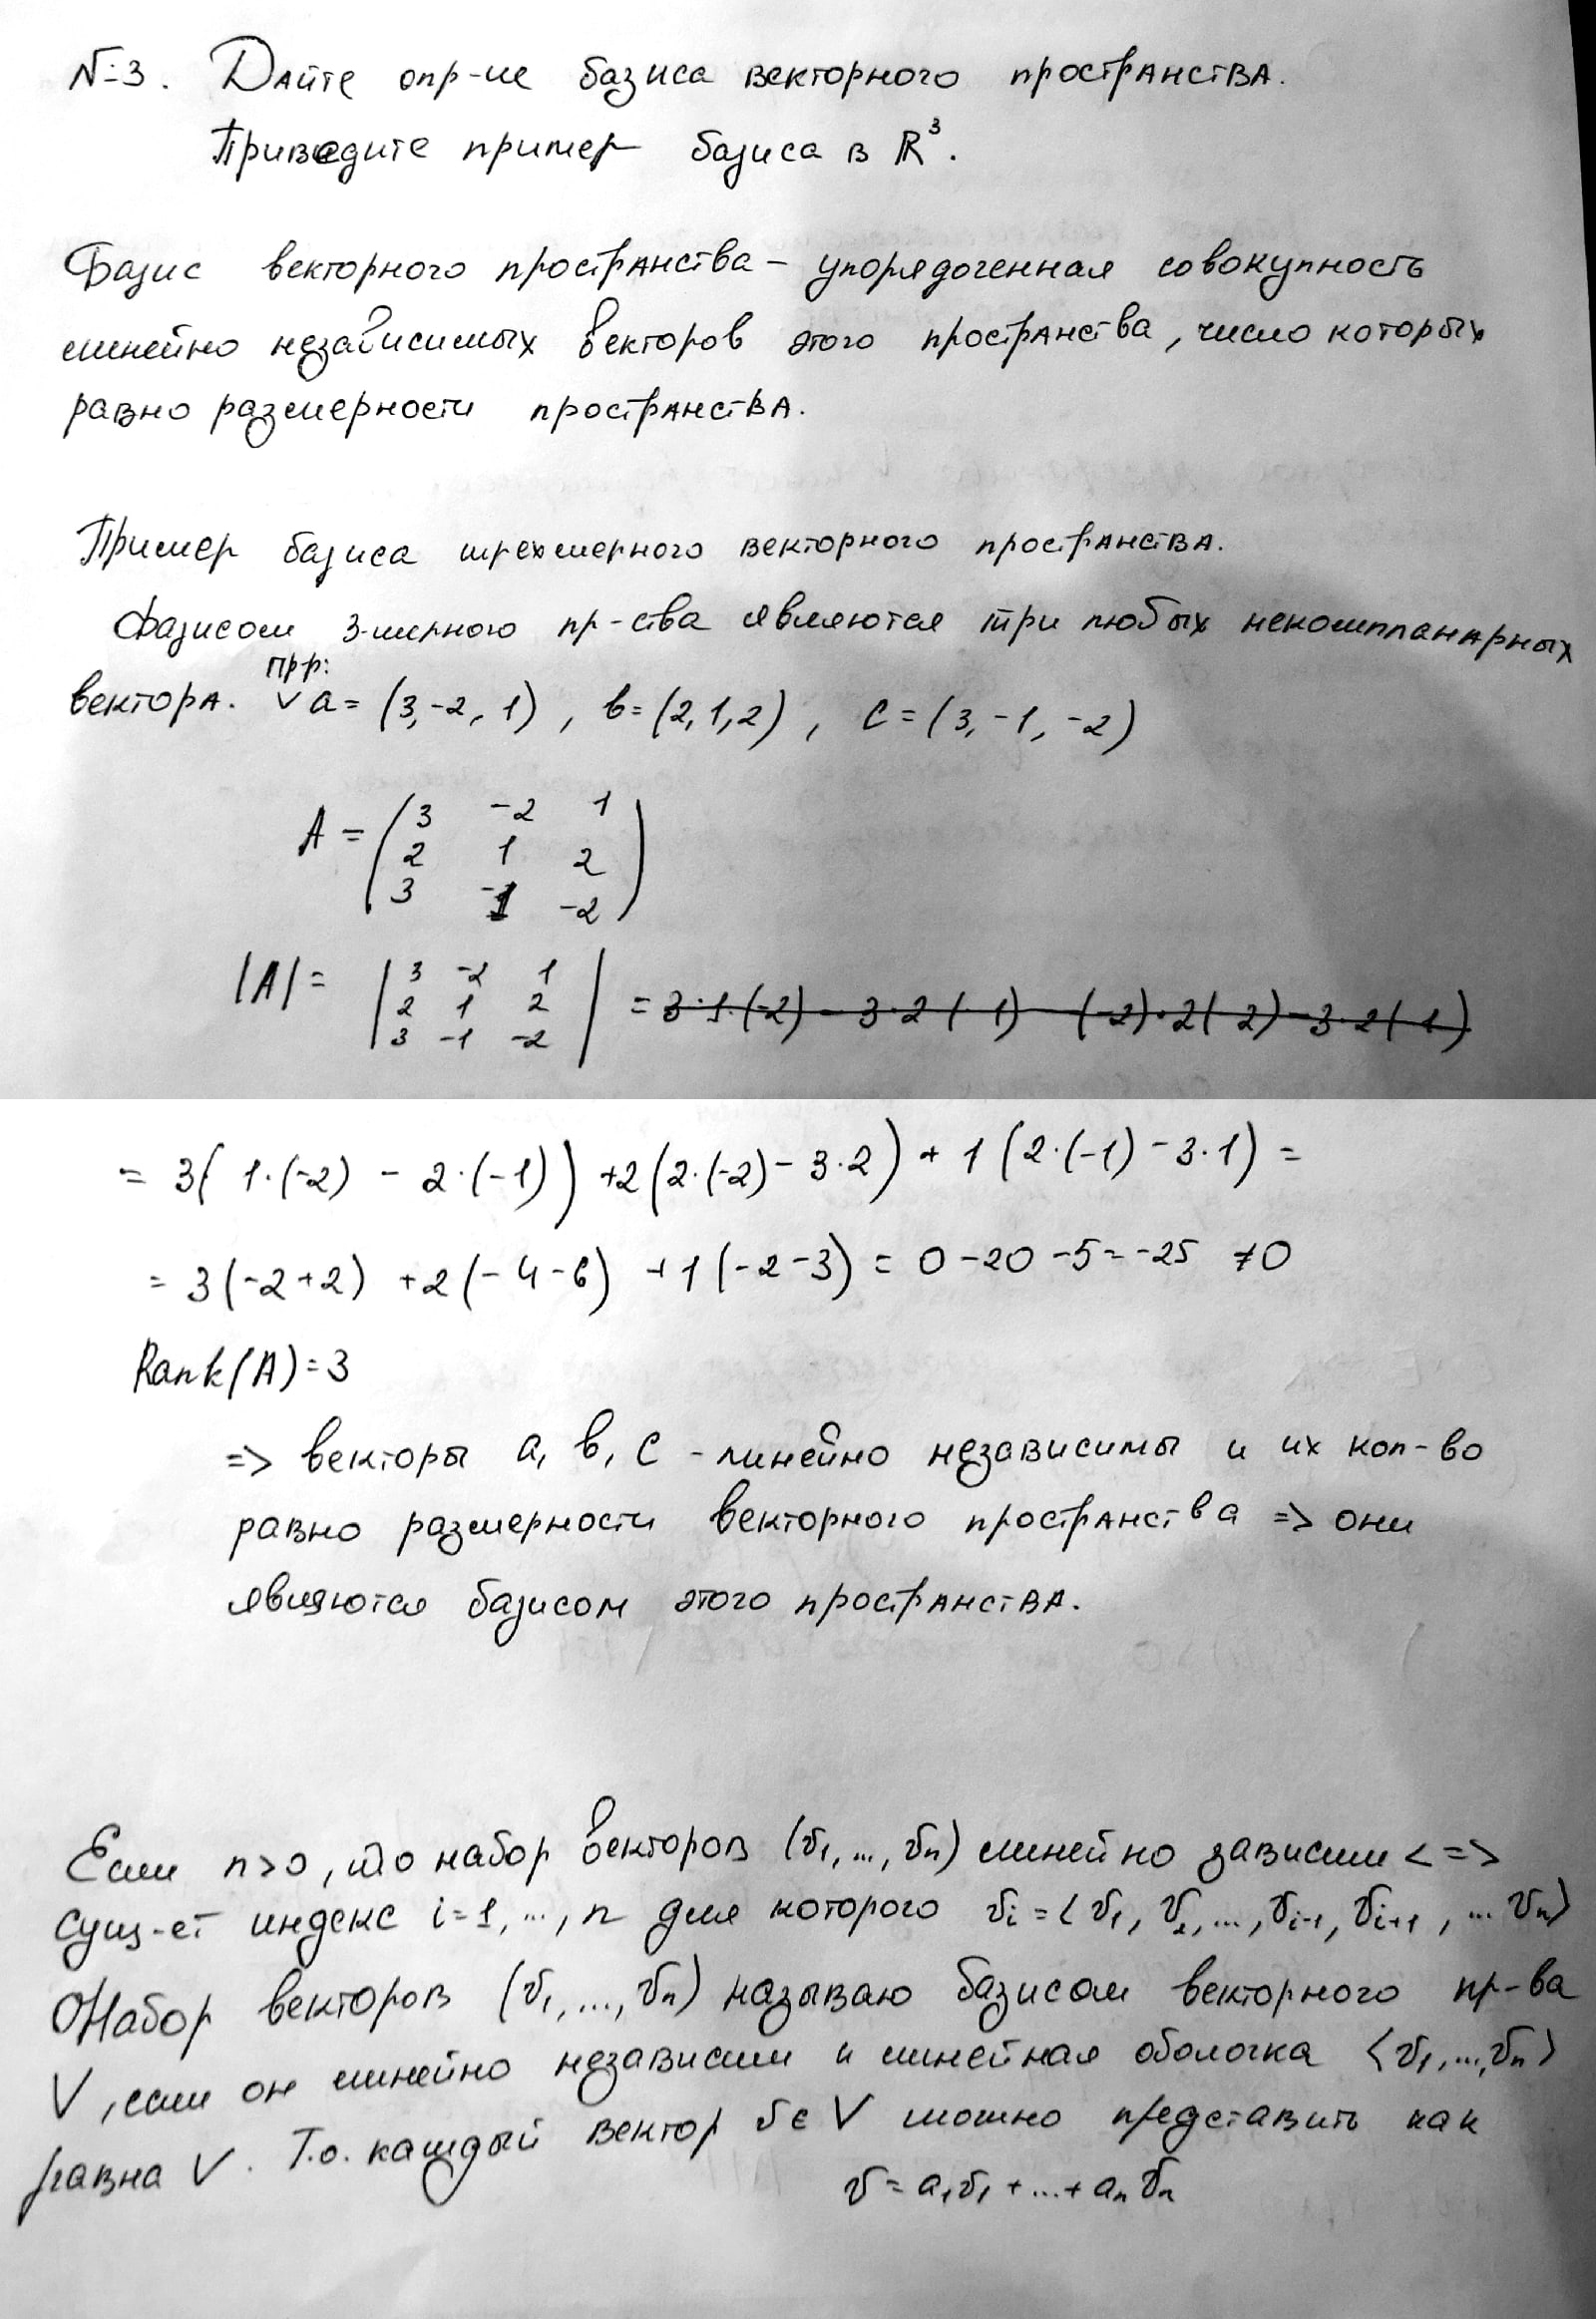 №3. Дайте опр-ие базиса векторного пространства.
Приведите пример базиса в R³.
Базис векторного пространства – упорядоченная совокупность
линейно независимых векторов этого пространства, число которых
равно размерности пространства.
Пример базиса трехмерного векторного пространства.
Базисом 3-мерного пр-ства являются три любых некомпланарных
прр:
вектора. ∨ a = (3, -2, 1), b = (2, 1, 2), c = (3, -1, -2)
A = (3 -2 1
2 1 2
3 -1 -2)
|A| = |3 -2 1
2 1 2
3 -1 -2| =
= 3(1·(-2) - 2·(-1)) + 2(2·(-2) - 3·2) + 1(2·(-1) - 3·1) =
= 3(-2+2) + 2(-4-6) + 1(-2-3) = 0 - 20 - 5 = -25 ≠ 0
Rank(A) = 3
=> векторы a, b, c - линейно независимы и их кол-во
равно размерности векторного пространства => они
являются базисом этого пространства.
Если n>0, то набор векторов (v₁, ..., vₙ) линейно зависим <=>
сущ-ет индекс i=1, ..., n для которого vᵢ = ⟨v₁, v₂, ..., vᵢ₋₁, vᵢ₊₁, ... vₙ⟩
Набор векторов (v₁, ..., vₙ) называю базисом векторного пр-ва
V, если он линейно независим и линейная оболочка ⟨v₁, ..., vₙ⟩
равна V. Т.о. каждый вектор v ∈ V можно представить как
v = a₁v₁ + ... + aₙvₙ